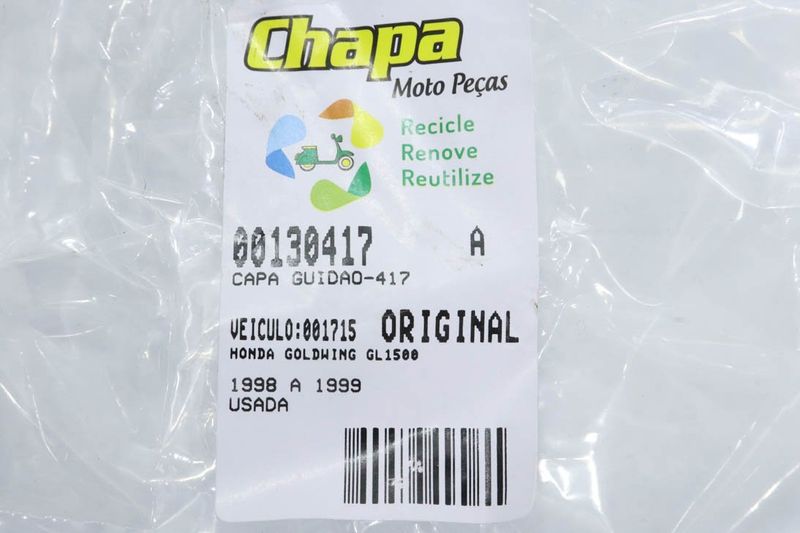 Chapa
Moto Peças
Recicle
Renove
Reutilize
00130417 A
CAPA GUIDAO-417
VEICULO:001715 ORIGINAL
HONDA GOLDWING GL1500
1998 A 1999
USADA